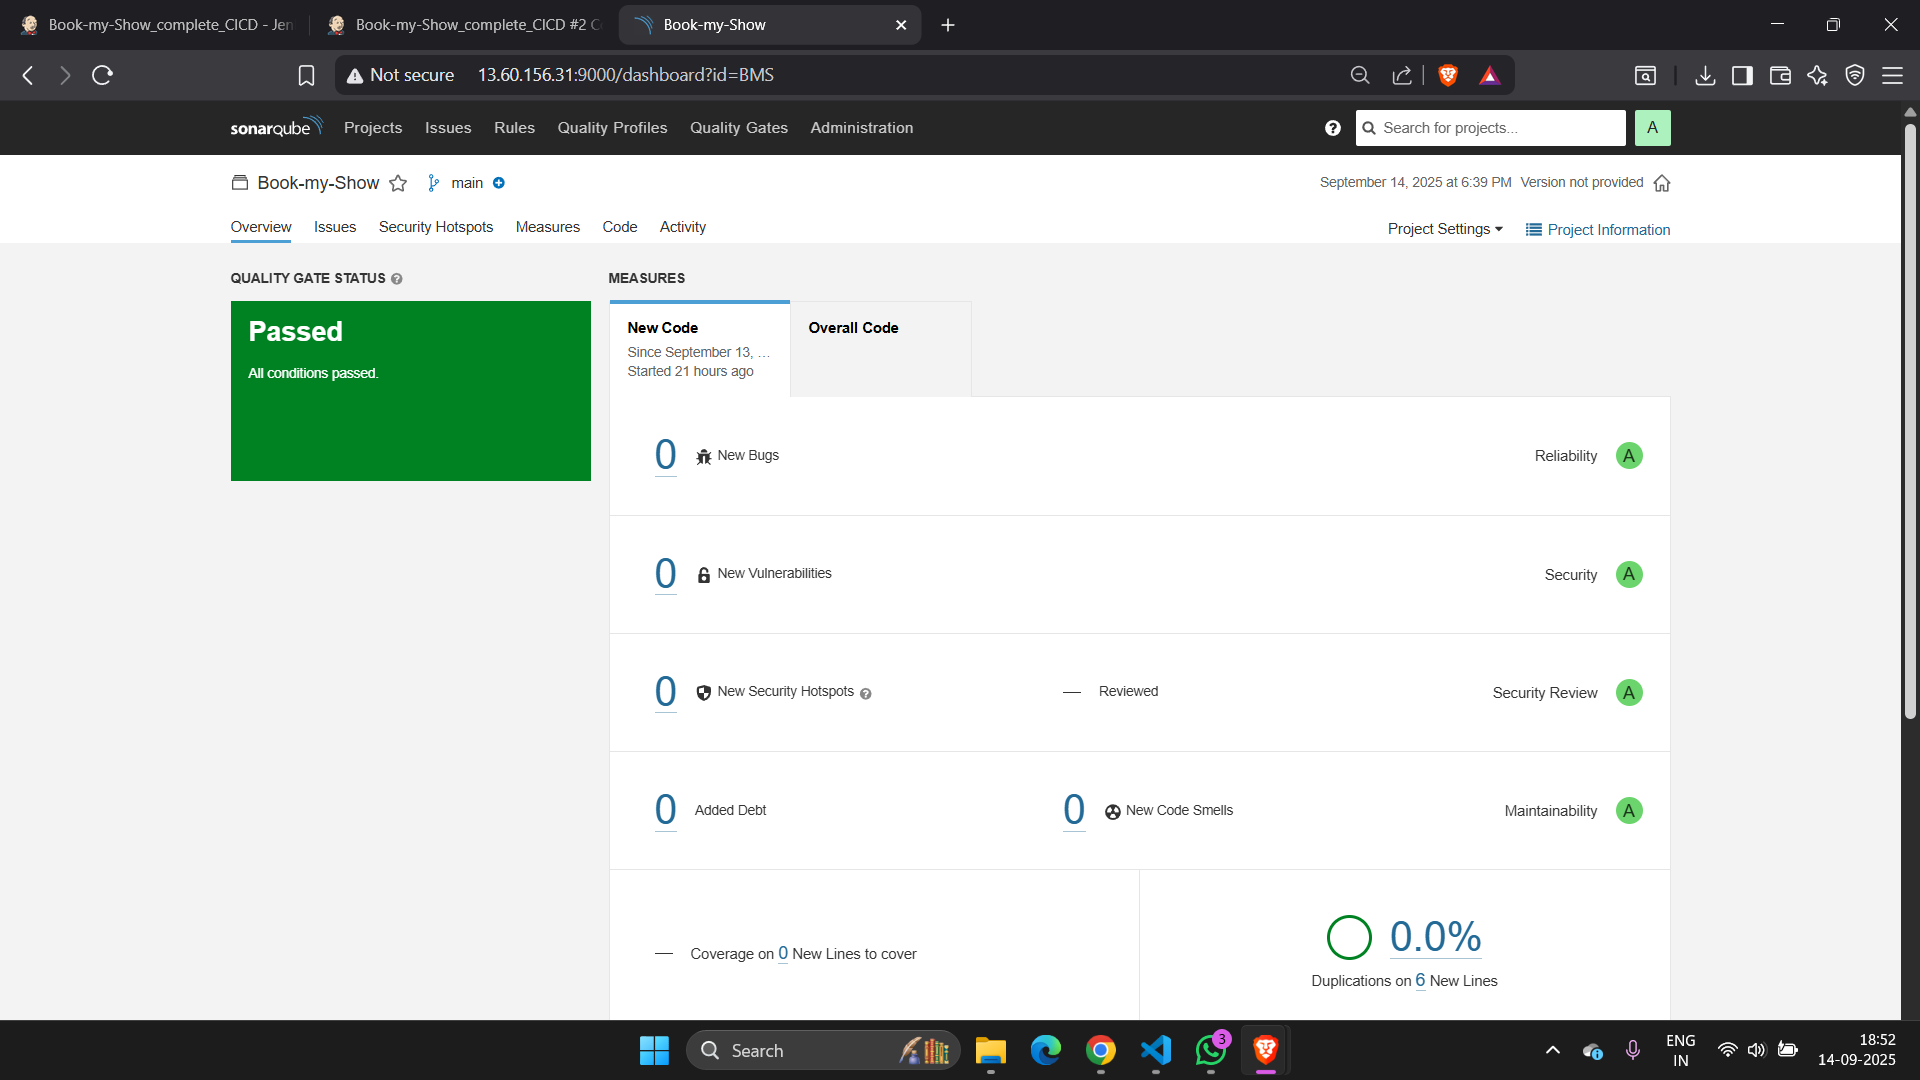 Book-my-Show_complete_CICD - Jen
Book-my-Show_complete_CICD #2 C
Book-my-Show
Not secure 13.60.156.31:9000/dashboard?id=BMS
sonarqube Projects Issues Rules Quality Profiles Quality Gates Administration
Search for projects...
A
Book-my-Show main
September 14, 2025 at 6:39 PM Version not provided
Overview Issues Security Hotspots Measures Code Activity
Project Settings Project Information
QUALITY GATE STATUS
Passed
All conditions passed.
MEASURES
New Code
Since September 13, ...
Started 21 hours ago
Overall Code
0 New Bugs Reliability A
0 New Vulnerabilities Security A
0 New Security Hotspots — Reviewed Security Review A
0 Added Debt 0 New Code Smells Maintainability A
— Coverage on 0 New Lines to cover
0.0%
Duplications on 6 New Lines
Search
3
ENG
IN
18:52
14-09-2025